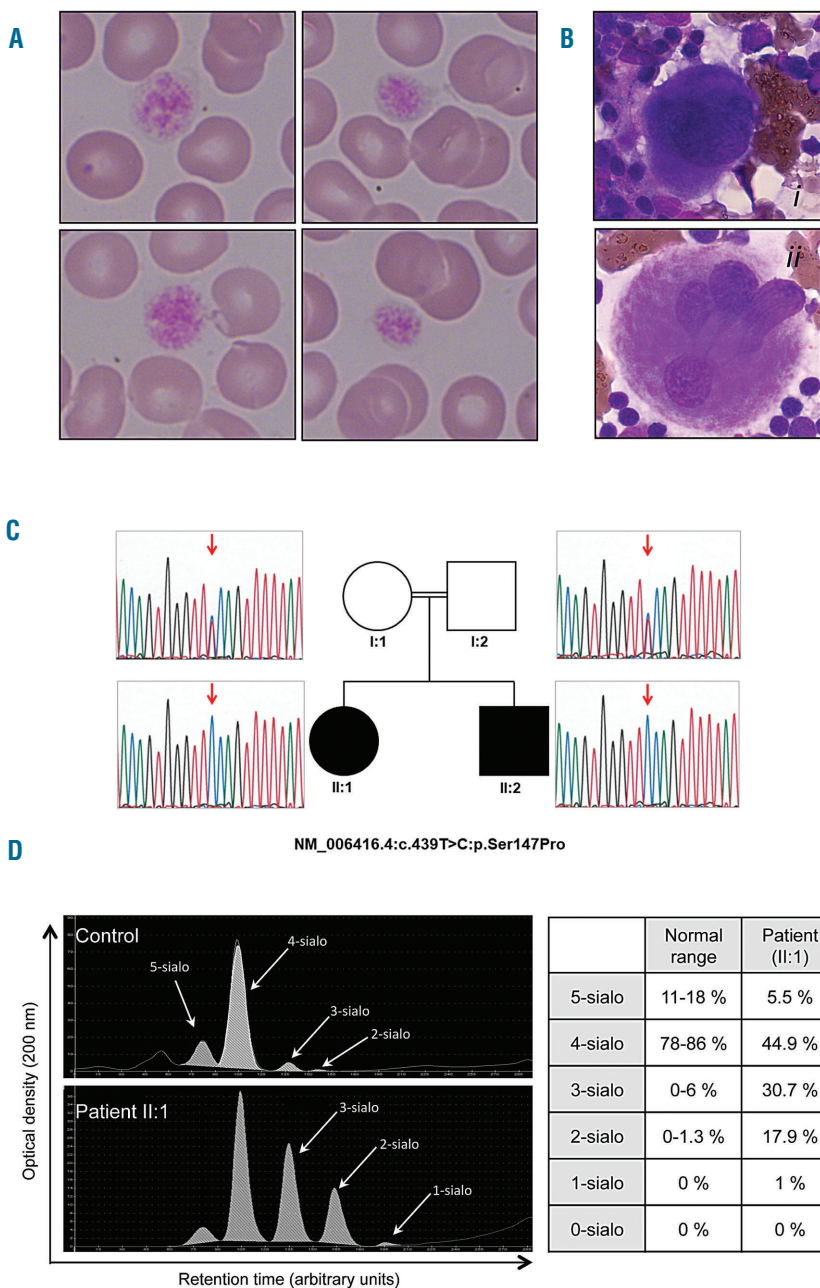 A
B
i
ii
C
I:1
I:2
II:1
II:2
NM_006416.4:c.439T>C:p.Ser147Pro
D
Optical density (200 nm)
Control
5-sialo
4-sialo
3-sialo
2-sialo
Patient II:1
3-sialo
2-sialo
1-sialo
Retention time (arbitrary units)
Normal range Patient (II:1)
5-sialo 11-18 % 5.5 %
4-sialo 78-86 % 44.9 %
3-sialo 0-6 % 30.7 %
2-sialo 0-1.3 % 17.9 %
1-sialo 0 % 1 %
0-sialo 0 % 0 %